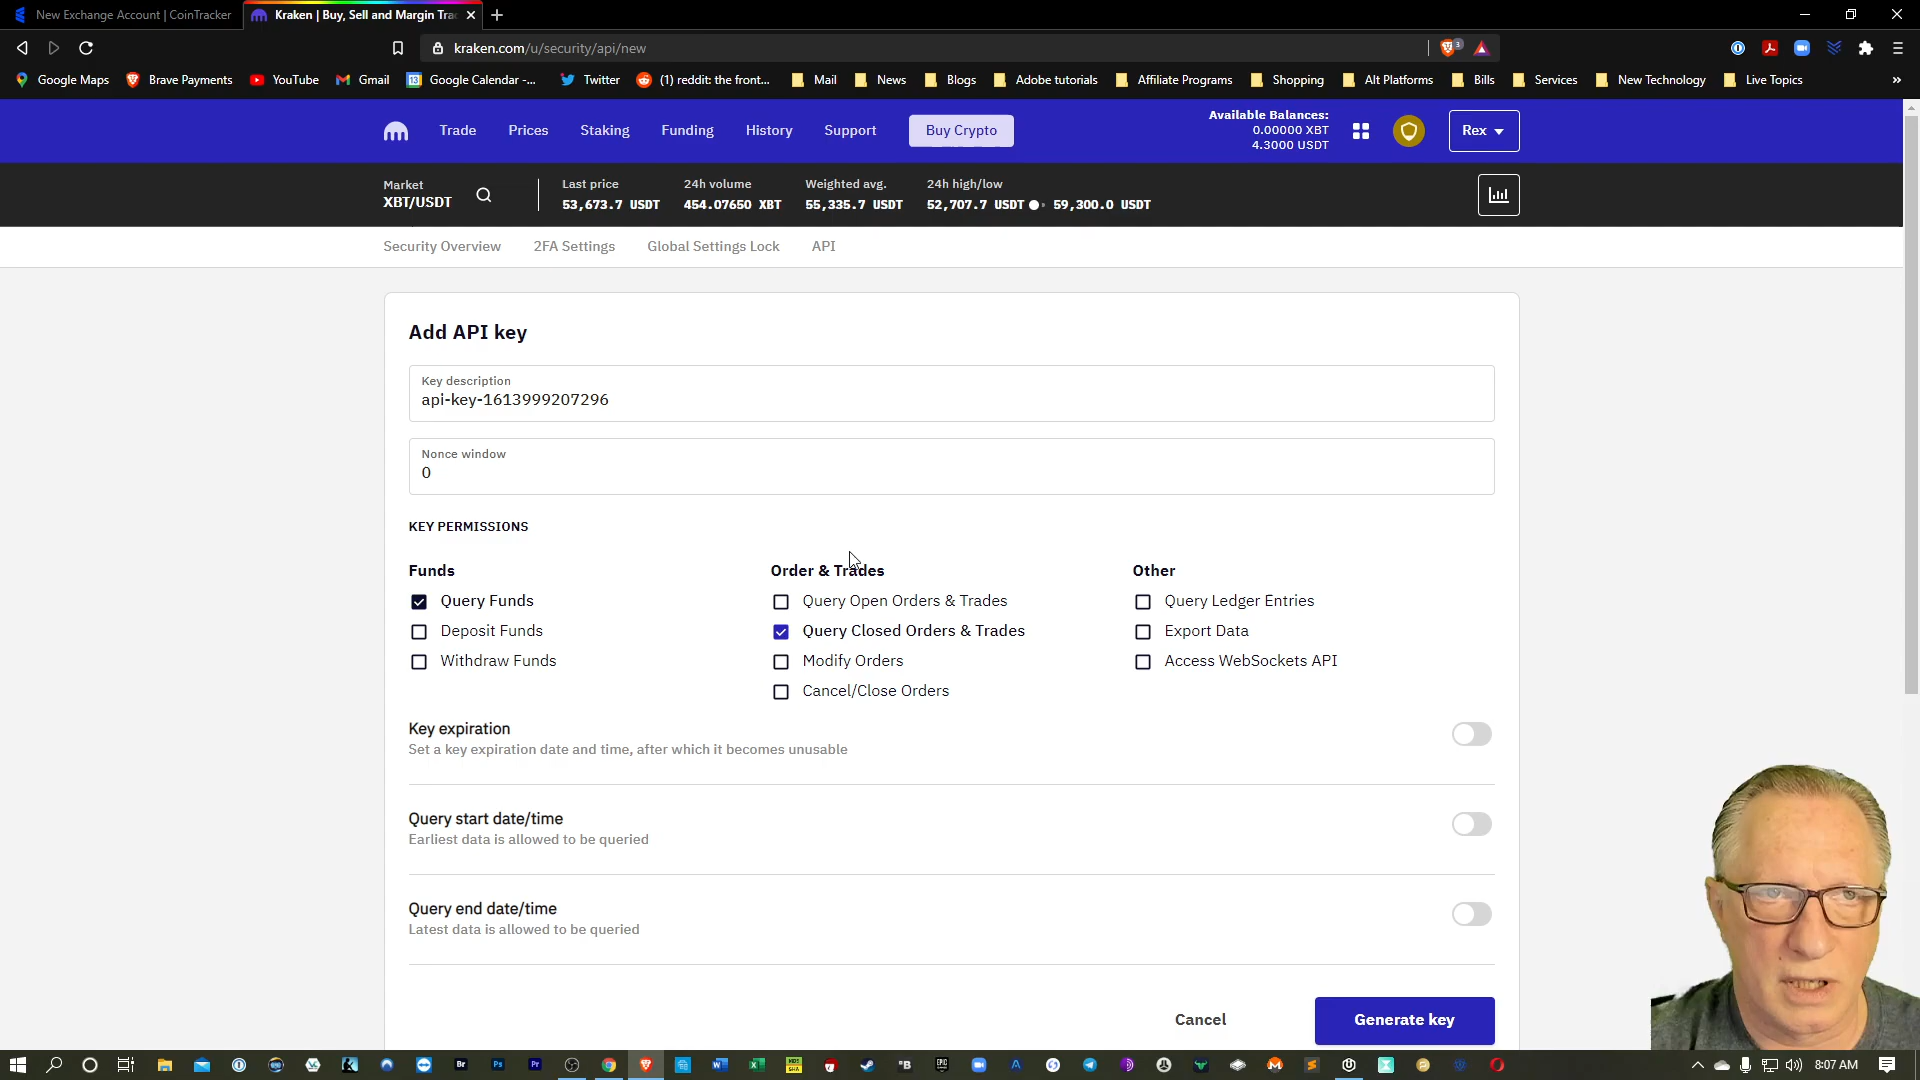 New Exchange Account | CoinTracker
Kraken | Buy, Sell and Margin Tra
kraken.com/u/security/api/new
3
Google Maps
Brave Payments
YouTube
Gmail
Google Calendar -...
Twitter
(1) reddit: the front...
Mail
News
Blogs
Adobe tutorials
Affiliate Programs
Shopping
Alt Platforms
Bills
Services
New Technology
Live Topics
»
Trade
Prices
Staking
Funding
History
Support
Buy Crypto
Available Balances:
0.00000 XBT
4.3000 USDT
Rex
Market
XBT/USDT
Last price
53,673.7 USDT
24h volume
454.07650 XBT
Weighted avg.
55,335.7 USDT
24h high/low
52,707.7 USDT
59,300.0 USDT
Security Overview
2FA Settings
Global Settings Lock
API
Add API key
Key description
api-key-1613999207296
Nonce window
0
KEY PERMISSIONS
Funds
Query Funds
Deposit Funds
Withdraw Funds
Order & Trades
Query Open Orders & Trades
Query Closed Orders & Trades
Modify Orders
Cancel/Close Orders
Other
Query Ledger Entries
Export Data
Access WebSockets API
Key expiration
Set a key expiration date and time, after which it becomes unusable
Query start date/time
Earliest data is allowed to be queried
Query end date/time
Latest data is allowed to be queried
Cancel
Generate key
Br
Ps
Pr
8:07 AM